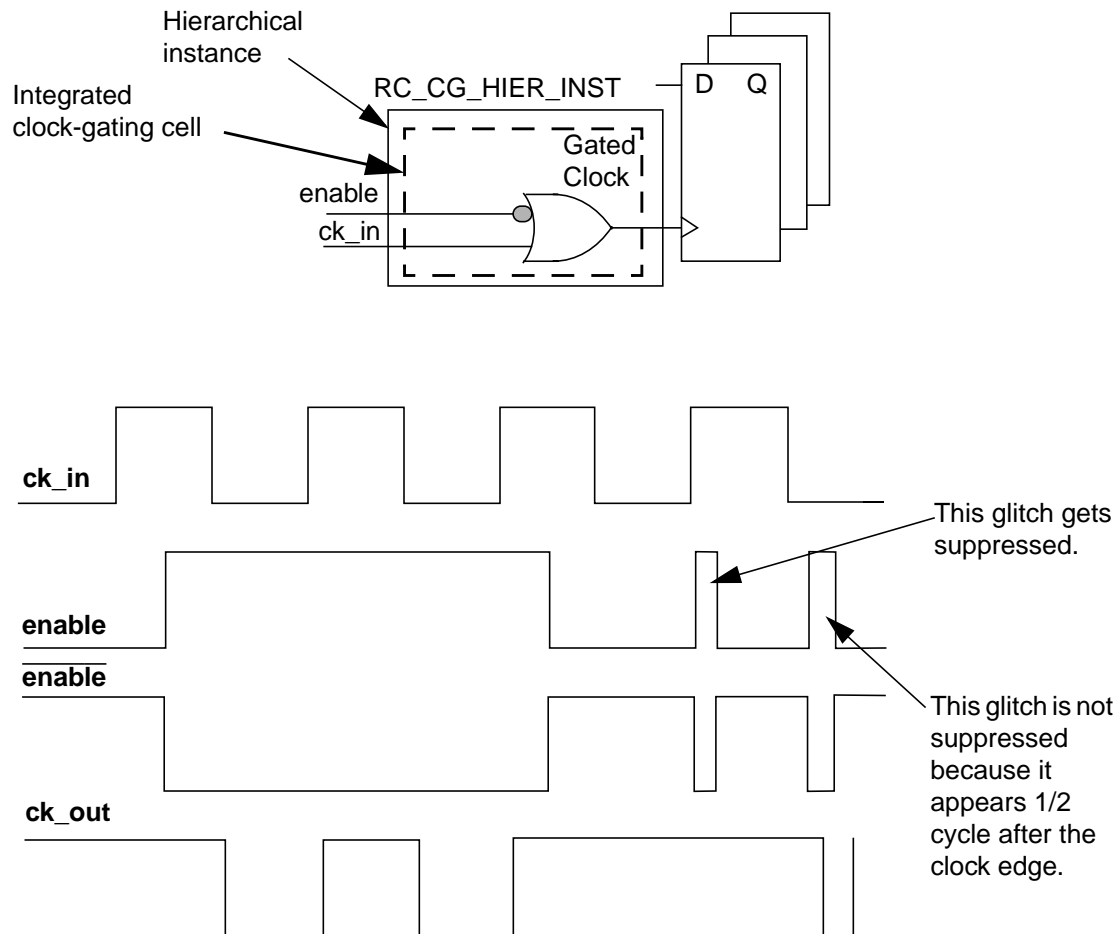 Hierarchical
instance
RC_CG_HIER_INST
D Q
Integrated
clock-gating cell
Gated
Clock
enable
ck_in
ck_in
This glitch gets
suppressed.
enable
enable
This glitch is not
suppressed
because it
appears 1/2
cycle after the
clock edge.
ck_out